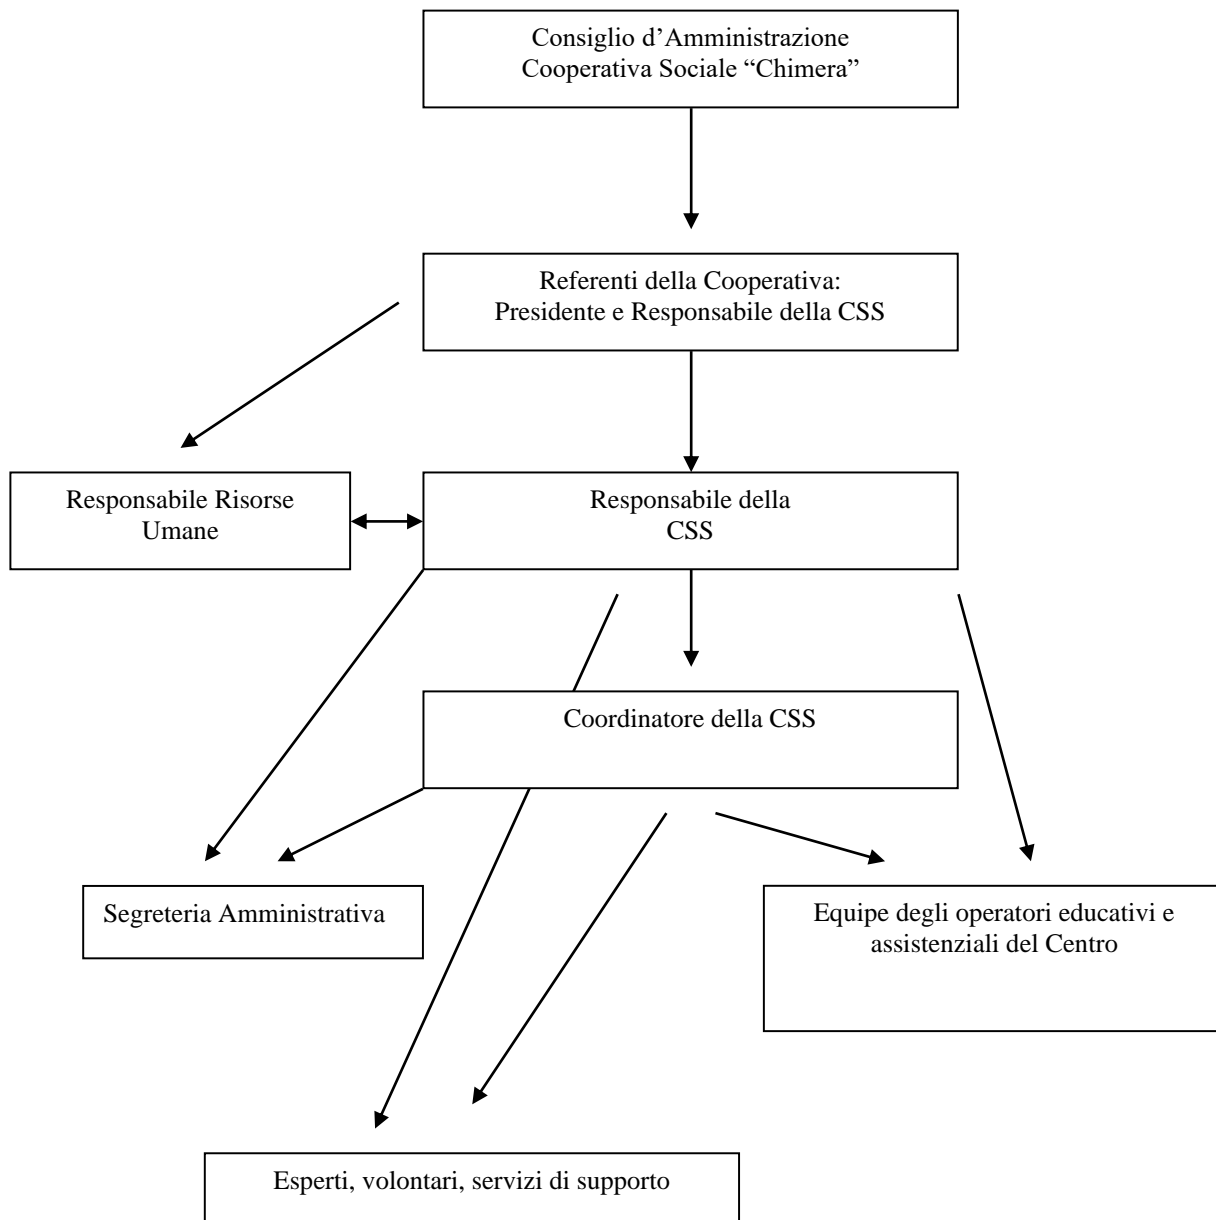 Consiglio d’Amministrazione
Cooperativa Sociale “Chimera”
Referenti della Cooperativa:
Presidente e Responsabile della CSS
Responsabile Risorse
Umane
Responsabile della
CSS
Coordinatore della CSS
Segreteria Amministrativa
Equipe degli operatori educativi e
assistenziali del Centro
Esperti, volontari, servizi di supporto